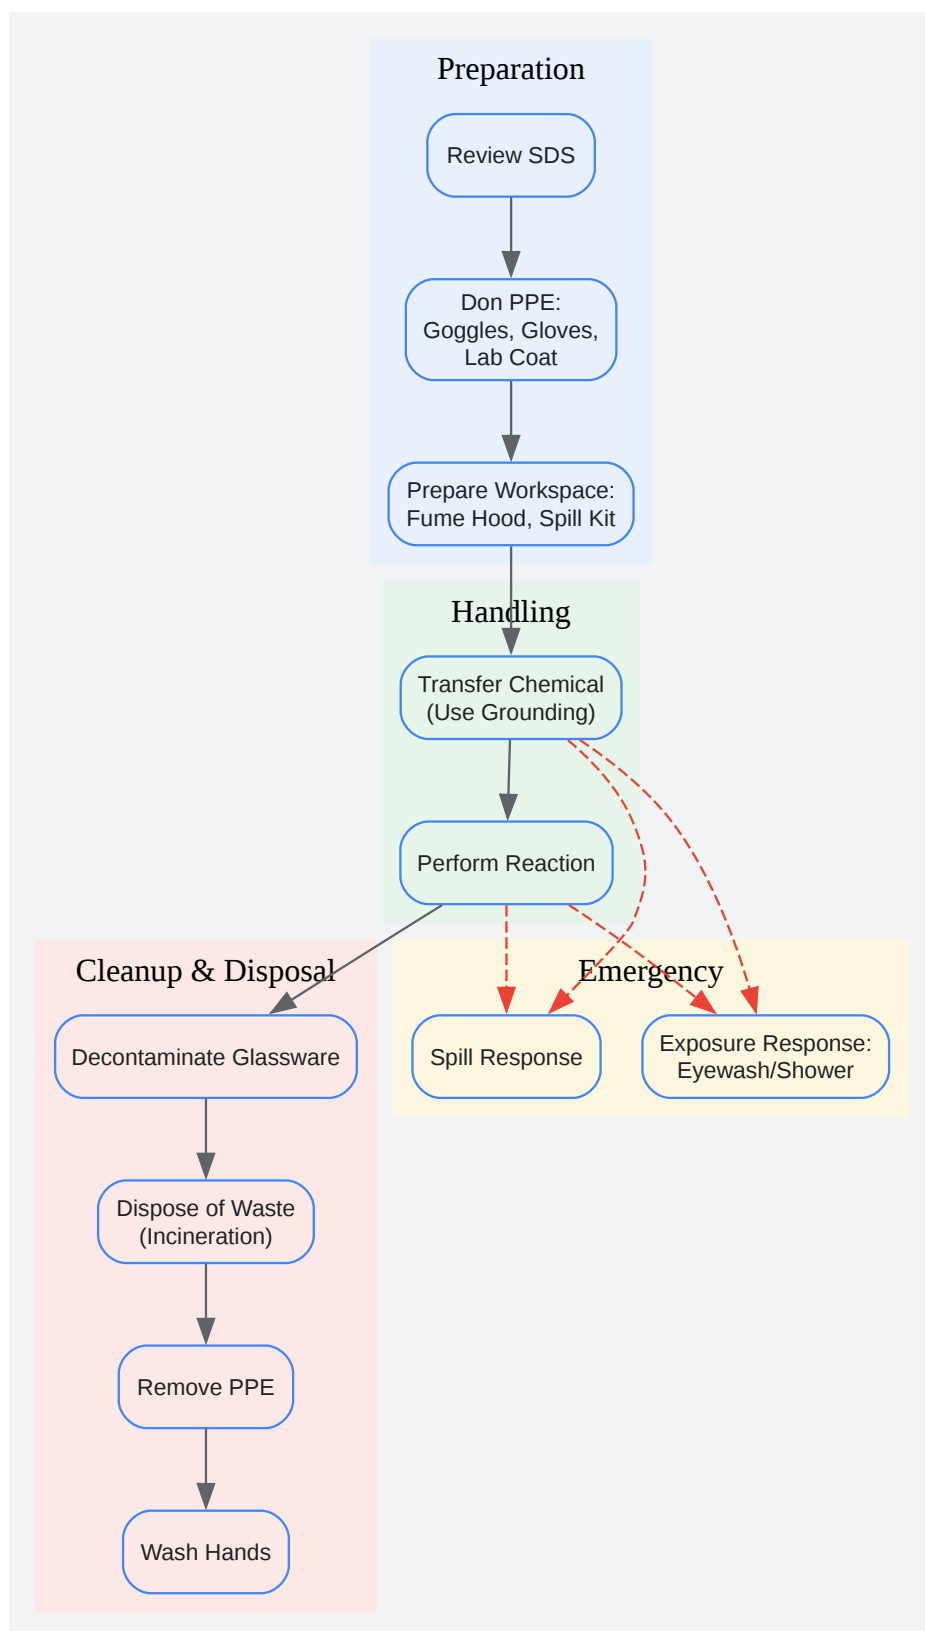 Preparation
Review SDS
Don PPE:
Goggles, Gloves,
Lab Coat
Prepare Workspace:
Fume Hood, Spill Kit
Handling
Transfer Chemical
(Use Grounding)
Perform Reaction
Cleanup & Disposal
Decontaminate Glassware
Dispose of Waste
(Incineration)
Remove PPE
Wash Hands
Emergency
Spill Response
Exposure Response:
Eyewash/Shower